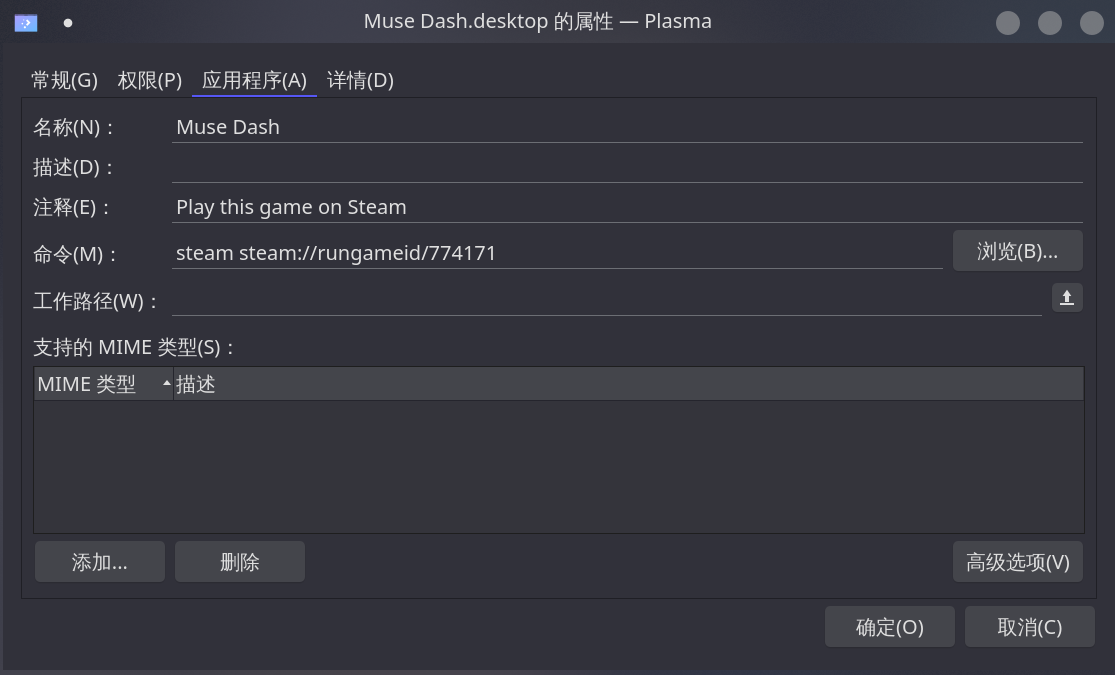 Muse Dash.desktop 的属性 — Plasma
常规(G) 权限(P) 应用程序(A) 详情(D)
名称(N)： Muse Dash
描述(D)：
注释(E)： Play this game on Steam
命令(M)： steam steam://rungameid/774171 浏览(B)...
工作路径(W)：
支持的 MIME 类型(S)：
MIME 类型 描述
添加... 删除 高级选项(V)
确定(O) 取消(C)